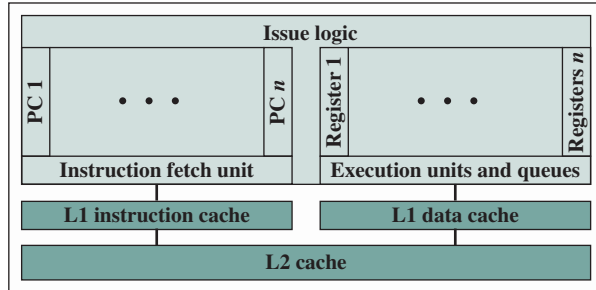 Issue logic
PC 1
• • •
PC n
Register 1
• • •
Registers n
Instruction fetch unit
Execution units and queues
L1 instruction cache
L1 data cache
L2 cache